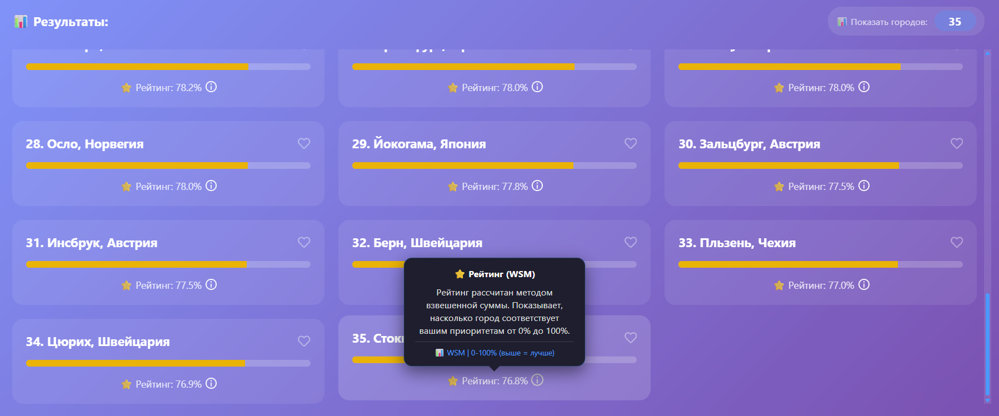 Результаты:
Показать городов: 35
Рейтинг: 78.2%
Рейтинг: 78.0%
Рейтинг: 78.0%
28. Осло, Норвегия
29. Йокогама, Япония
30. Зальцбург, Австрия
Рейтинг: 78.0%
Рейтинг: 77.8%
Рейтинг: 77.5%
31. Инсбрук, Австрия
32. Берн, Швейцария
33. Пльзень, Чехия
Рейтинг: 77.5%
Рейтинг: 77.0%
Рейтинг (WSM)
Рейтинг рассчитан методом
взвешенной суммы. Показывает,
насколько город соответствует
вашим приоритетам от 0% до 100%.
WSM | 0-100% (выше = лучше)
34. Цюрих, Швейцария
35.
Рейтинг: 76.9%
Рейтинг: 76.8%